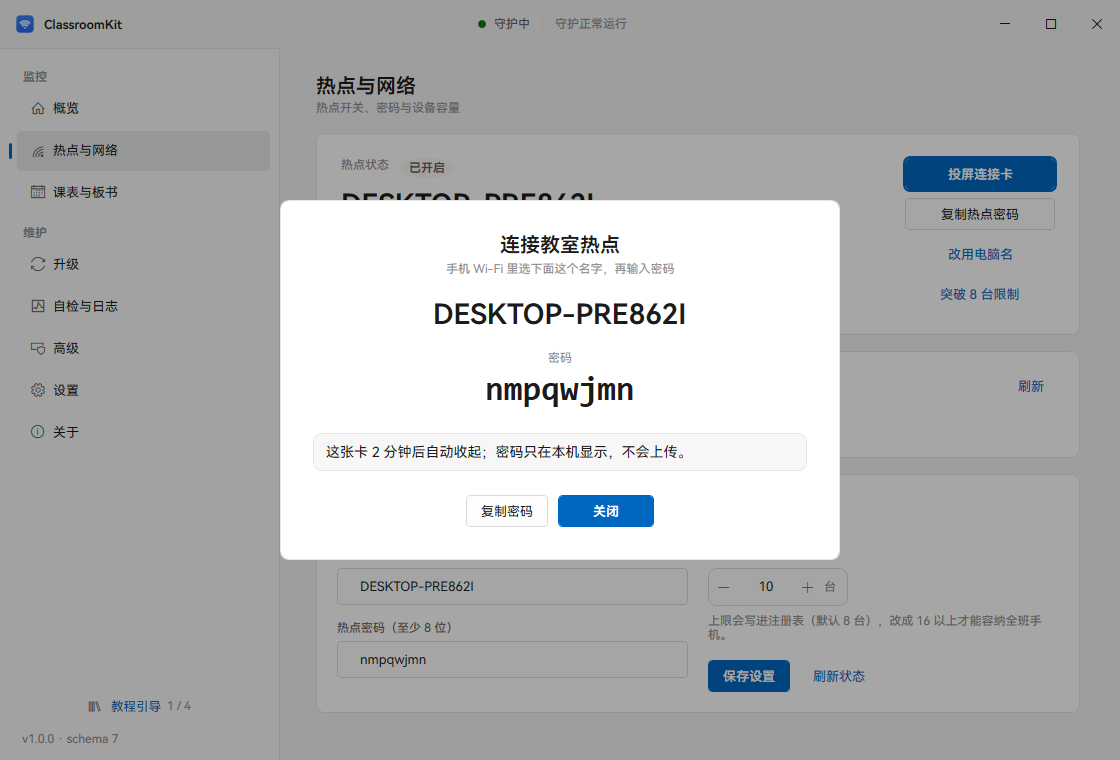 ClassroomKit
守护中
守护正常运行
监控
概览
热点与网络
课表与板书
维护
升级
自检与日志
高级
设置
关于
教程引导 1 / 4
v1.0.0 · schema 7
热点与网络
热点开关、密码与设备容量
热点状态
已开启
DESKTOP-PRE862I
投屏连接卡
复制热点密码
改用电脑名
突破 8 台限制
刷新
连接教室热点
手机 Wi-Fi 里选下面这个名字，再输入密码
DESKTOP-PRE862I
密码
nmpqwjmn
这张卡 2 分钟后自动收起；密码只在本机显示，不会上传。
复制密码
关闭
DESKTOP-PRE862I
热点密码（至少 8 位）
nmpqwjmn
10
台
上限会写进注册表（默认 8 台），改成 16 以上才能容纳全班手
机。
保存设置
刷新状态